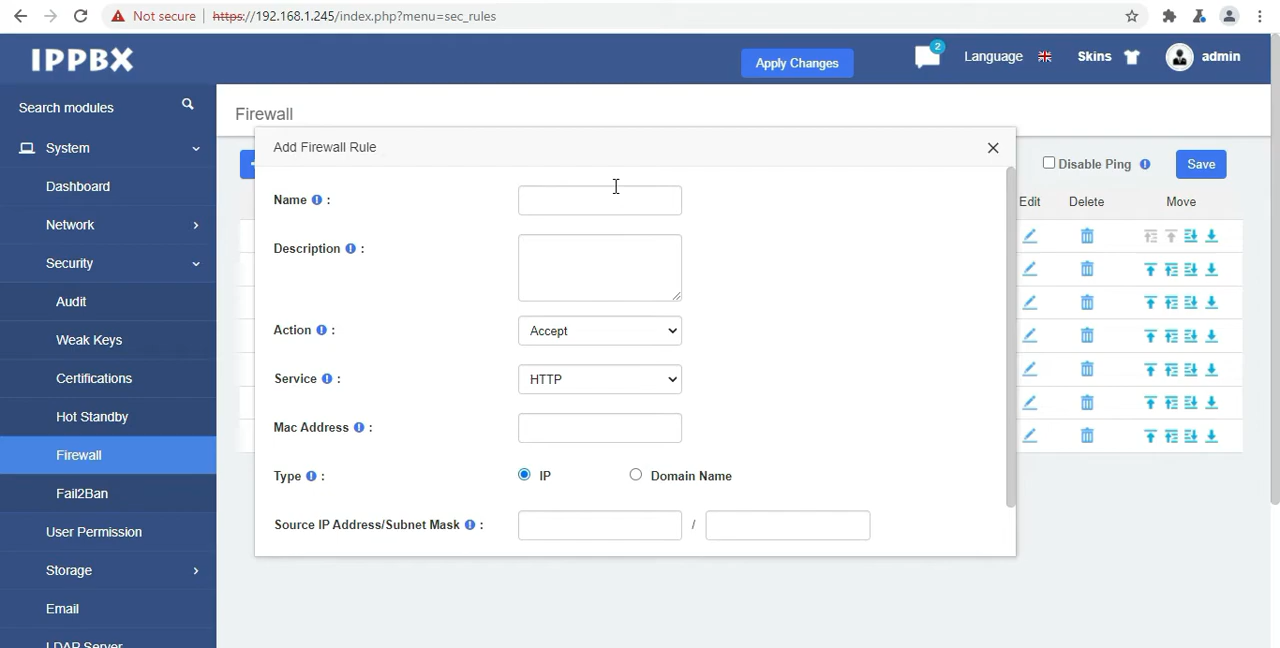 Not secure https://192.168.1.245/index.php?menu=sec_rules
IPPBX
Apply Changes
2
Language
Skins
admin
Search modules
System
Dashboard
Network
Security
Audit
Weak Keys
Certifications
Hot Standby
Firewall
Fail2Ban
User Permission
Storage
Email
LDAP Server
Firewall
Disable Ping
Save
Edit Delete Move
Add Firewall Rule
Name :
Description :
Action : Accept
Service : HTTP
Mac Address :
Type : IP Domain Name
Source IP Address/Subnet Mask : /